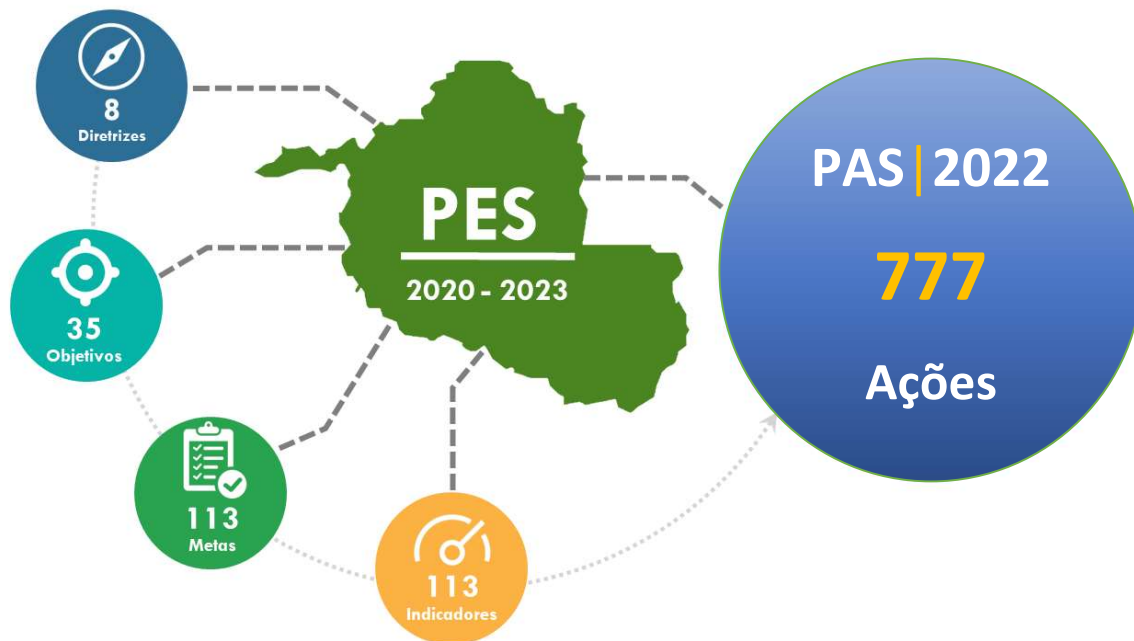 8
Diretrizes
35
Objetivos
113
Metas
113
Indicadores
PES
2020 - 2023
PAS|2022
777
Ações